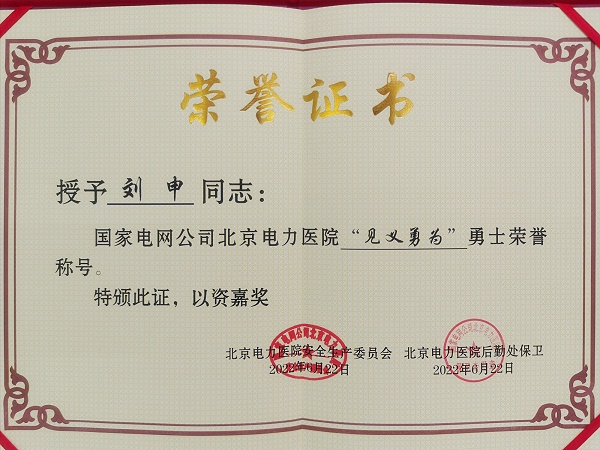 荣誉证书
授予 刘 申 同志：
国家电网公司北京电力医院“见义勇为”勇士荣誉
称号。
特颁此证，以资嘉奖
北京电力医院安全生产委员会 北京电力医院后勤处保卫
2022年6月22日 2022年6月22日